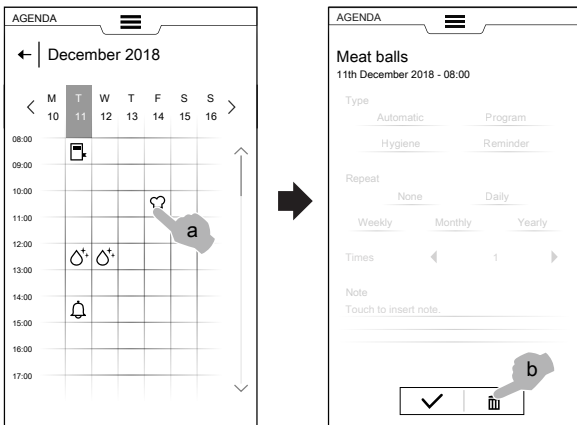 AGENDA
December 2018
M T W T F S S
10 11 12 13 14 15 16
08:00
09:00
10:00
11:00
12:00
13:00
14:00
15:00
16:00
17:00
a
AGENDA
Meat balls
11th December 2018 - 08:00
Type
Automatic Program
Hygiene Reminder
Repeat
None Daily
Weekly Monthly Yearly
Times 1
Note
Touch to insert note.
b